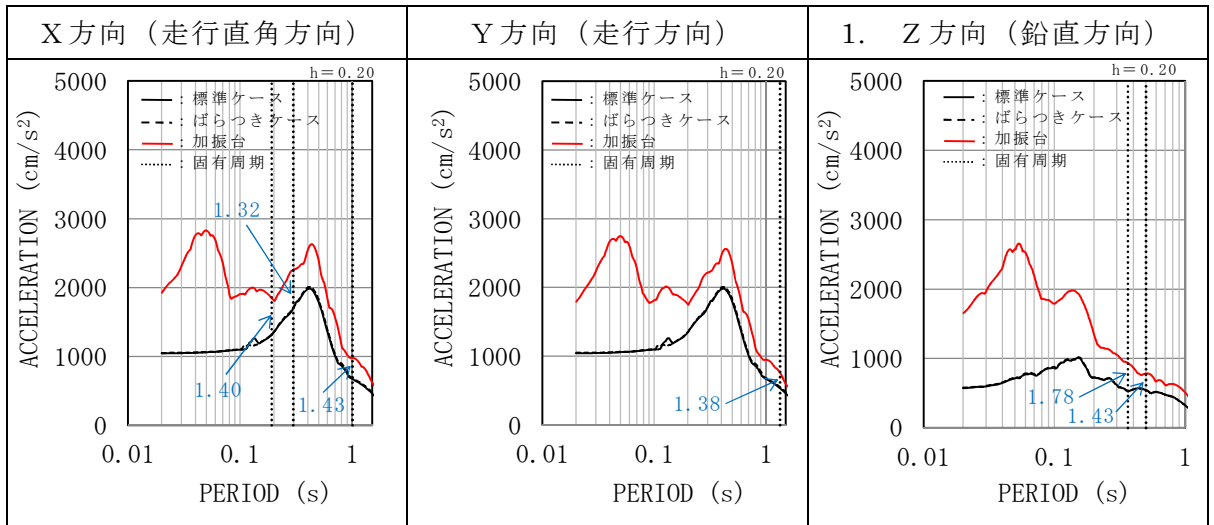 X方向（走行直角方向）
h＝0.20
5000
4000
3000
2000
1000
0
ACCELERATION (cm/s²)
：標準ケース
：ばらつきケース
：加振台
：固有周期
1.32
1.40
1.43
0.01
0.1
1
PERIOD (s)
Y方向（走行方向）
h＝0.20
5000
4000
3000
2000
1000
0
ACCELERATION (cm/s²)
：標準ケース
：ばらつきケース
：加振台
：固有周期
1.38
0.01
0.1
1
PERIOD (s)
1. Z方向（鉛直方向）
h＝0.20
5000
4000
3000
2000
1000
0
ACCELERATION (cm/s²)
：標準ケース
：ばらつきケース
：加振台
：固有周期
1.78
1.43
0.01
0.1
1
PERIOD (s)